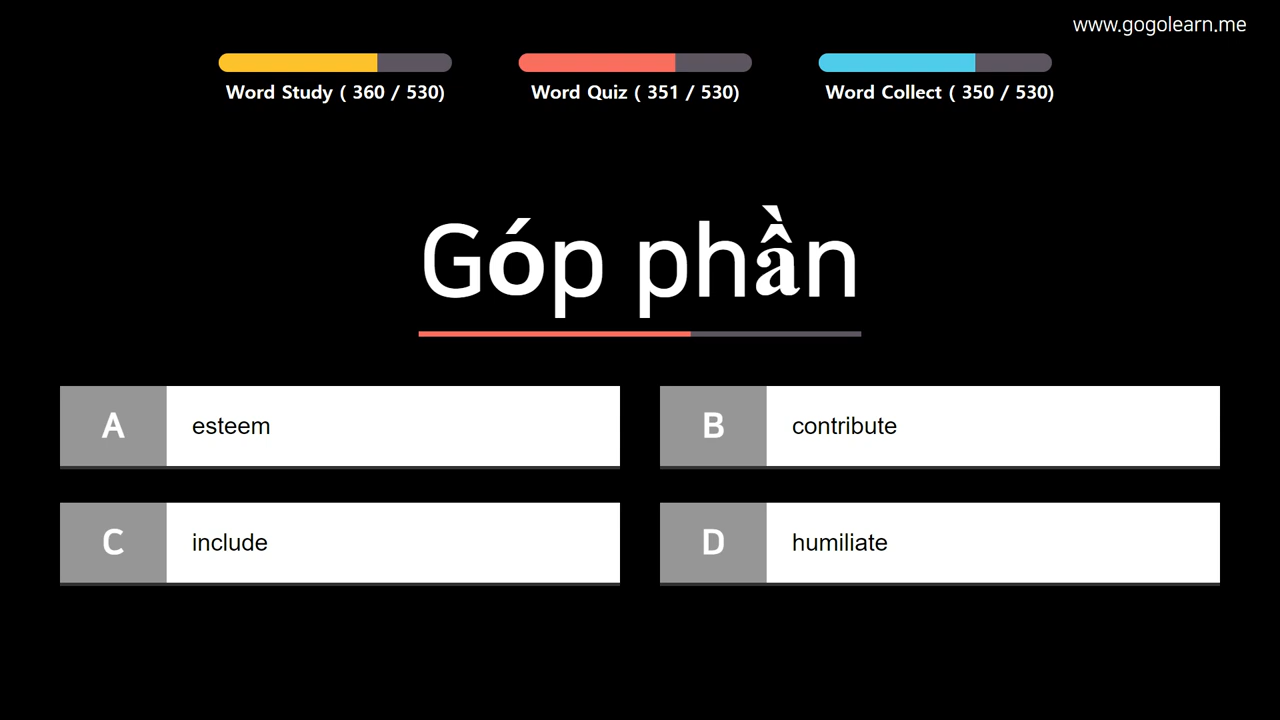 www.gogolearn.me
Word Study ( 360 / 530)
Word Quiz ( 351 / 530)
Word Collect ( 350 / 530)
Góp phần
A
esteem
B
contribute
C
include
D
humiliate